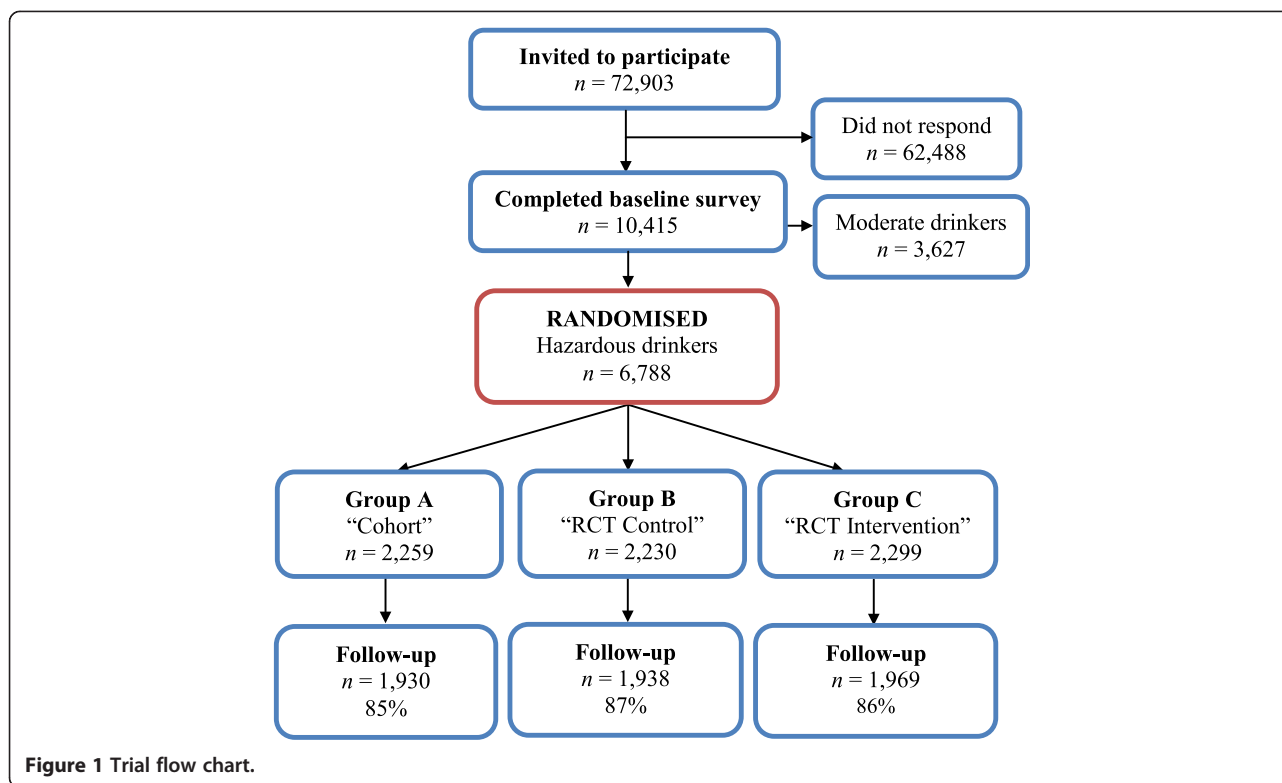 Invited to participate
n = 72,903
Did not respond
n = 62,488
Completed baseline survey
n = 10,415
Moderate drinkers
n = 3,627
RANDOMISED
Hazardous drinkers
n = 6,788
Group A
“Cohort”
n = 2,259
Group B
“RCT Control”
n = 2,230
Group C
“RCT Intervention”
n = 2,299
Follow-up
n = 1,930
85%
Follow-up
n = 1,938
87%
Follow-up
n = 1,969
86%
Figure 1 Trial flow chart.